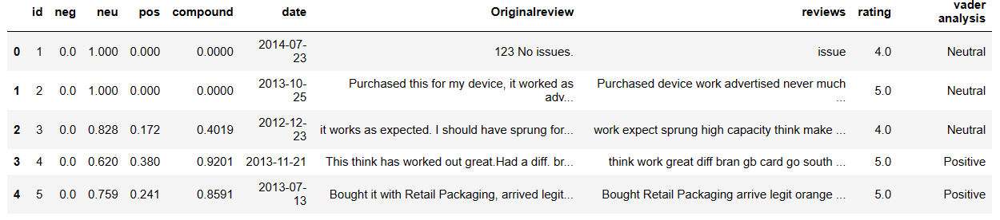 id neg neu pos compound date Originalreview reviews rating vader analysis
0 1 0.0 1.000 0.000 0.0000 2014-07-23 123 No issues. issue 4.0 Neutral
1 2 0.0 1.000 0.000 0.0000 2013-10-25 Purchased this for my device, it worked as adv... Purchased device work advertised never much ... 5.0 Neutral
2 3 0.0 0.828 0.172 0.4019 2012-12-23 it works as expected. I should have sprung for... work expect sprung high capacity think make ... 4.0 Neutral
3 4 0.0 0.620 0.380 0.9201 2013-11-21 This think has worked out great.Had a diff. br... think work great diff bran gb card go south ... 5.0 Positive
4 5 0.0 0.759 0.241 0.8591 2013-07-13 Bought it with Retail Packaging, arrived legit... Bought Retail Packaging arrive legit orange ... 5.0 Positive